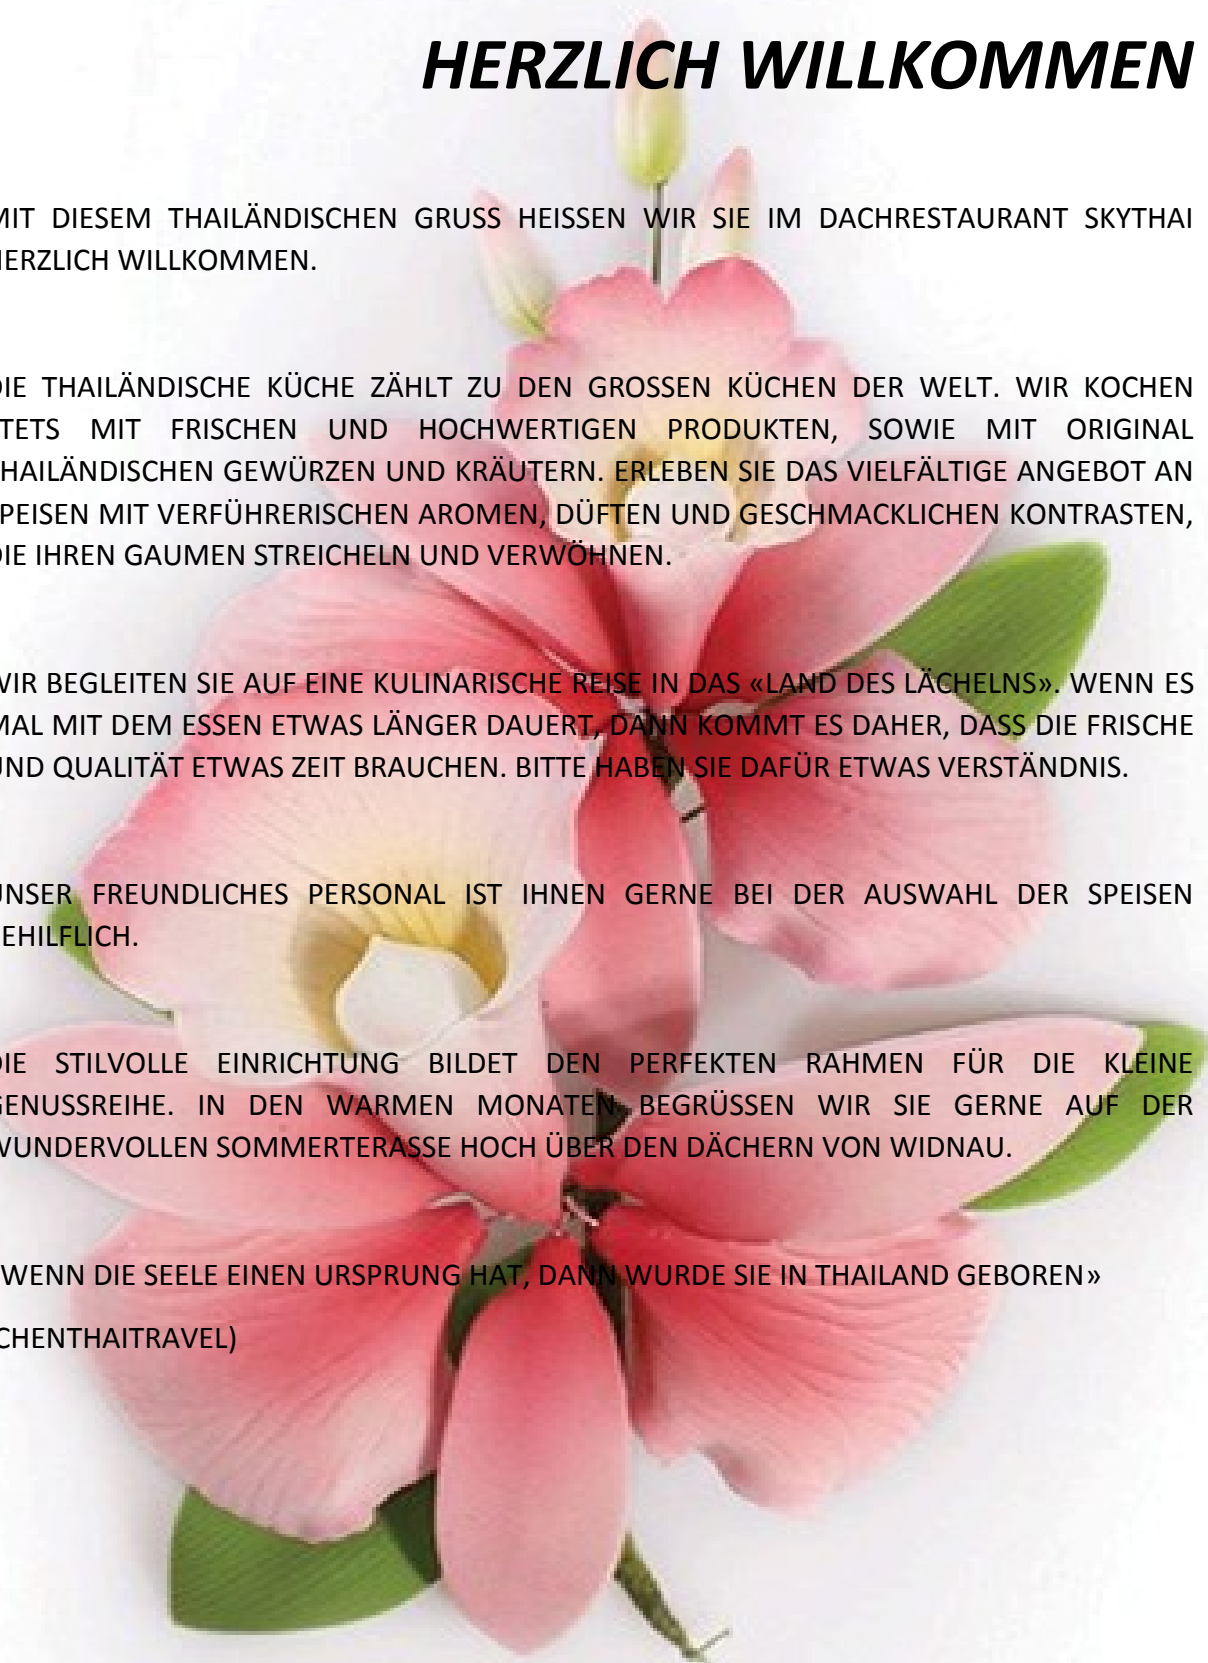 HERZLICH WILLKOMMEN
MIT DIESEM THAILÄNDISCHEN GRUSS HEISSEN WIR SIE IM DACHRESTAURANT SKYTHAI
HERZLICH WILLKOMMEN.
DIE THAILÄNDISCHE KÜCHE ZÄHLT ZU DEN GROSSEN KÜCHEN DER WELT. WIR KOCHEN
STETS MIT FRISCHEN UND HOCHWERTIGEN PRODUKTEN, SOWIE MIT ORIGINAL
THAILÄNDISCHEN GEWÜRZEN UND KRÄUTERN. ERLEBEN SIE DAS VIELFÄLTIGE ANGEBOT AN
SPEISEN MIT VERFÜHRERISCHEN AROMEN, DÜFTEN UND GESCHMACKLICHEN KONTRASTEN,
DIE IHREN GAUMEN STREICHELN UND VERWÖHNEN.
WIR BEGLEITEN SIE AUF EINE KULINARISCHE REISE IN DAS «LAND DES LÄCHELNS». WENN ES
MAL MIT DEM ESSEN ETWAS LÄNGER DAUERT, DANN KOMMT ES DAHER, DASS DIE FRISCHE
UND QUALITÄT ETWAS ZEIT BRAUCHEN. BITTE HABEN SIE DAFÜR ETWAS VERSTÄNDNIS.
UNSER FREUNDLICHES PERSONAL IST IHNEN GERNE BEI DER AUSWAHL DER SPEISEN
BEHILFLICH.
DIE STILVOLLE EINRICHTUNG BILDET DEN PERFEKTEN RAHMEN FÜR DIE KLEINE
GENUSSREIHE. IN DEN WARMEN MONATEN BEGRÜSSEN WIR SIE GERNE AUF DER
WUNDERVOLLEN SOMMERTERASSE HOCH ÜBER DEN DÄCHERN VON WIDNAU.
WENN DIE SEELE EINEN URSPRUNG HAT, DANN WURDE SIE IN THAILAND GEBOREN»
CHENTHAITRAVEL)